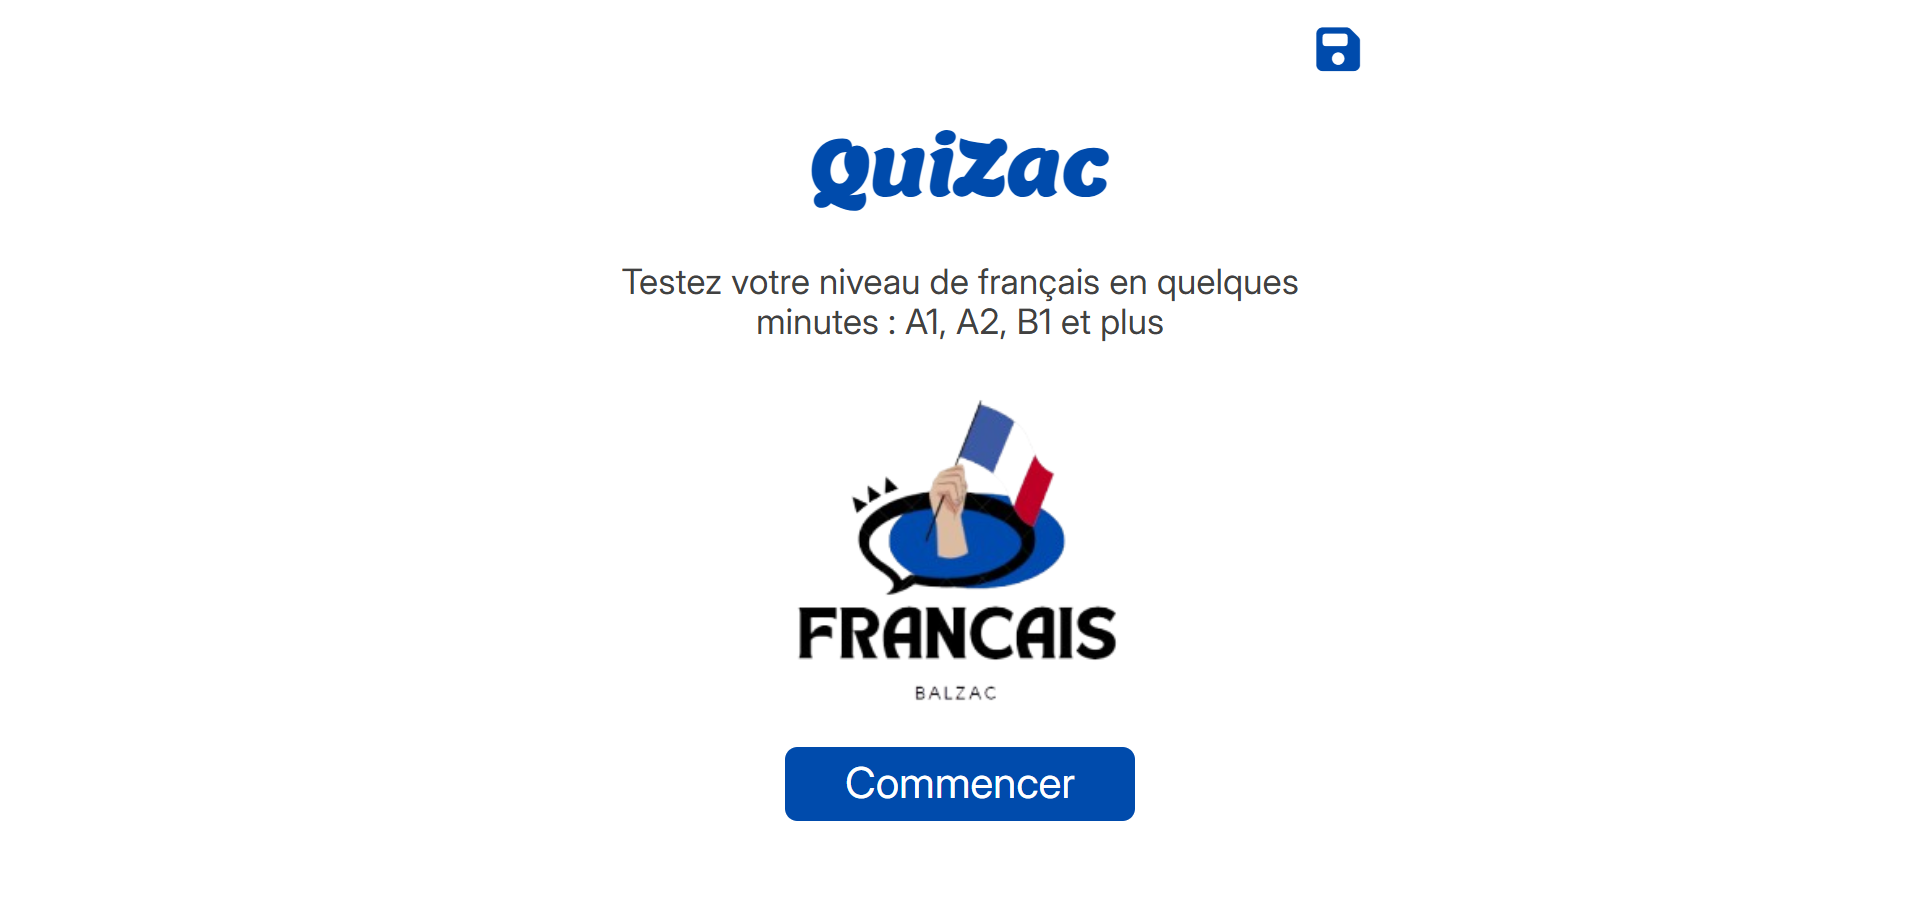 Quizac
Testez votre niveau de français en quelques
minutes : A1, A2, B1 et plus
FRANCAIS
BALZAC
Commencer